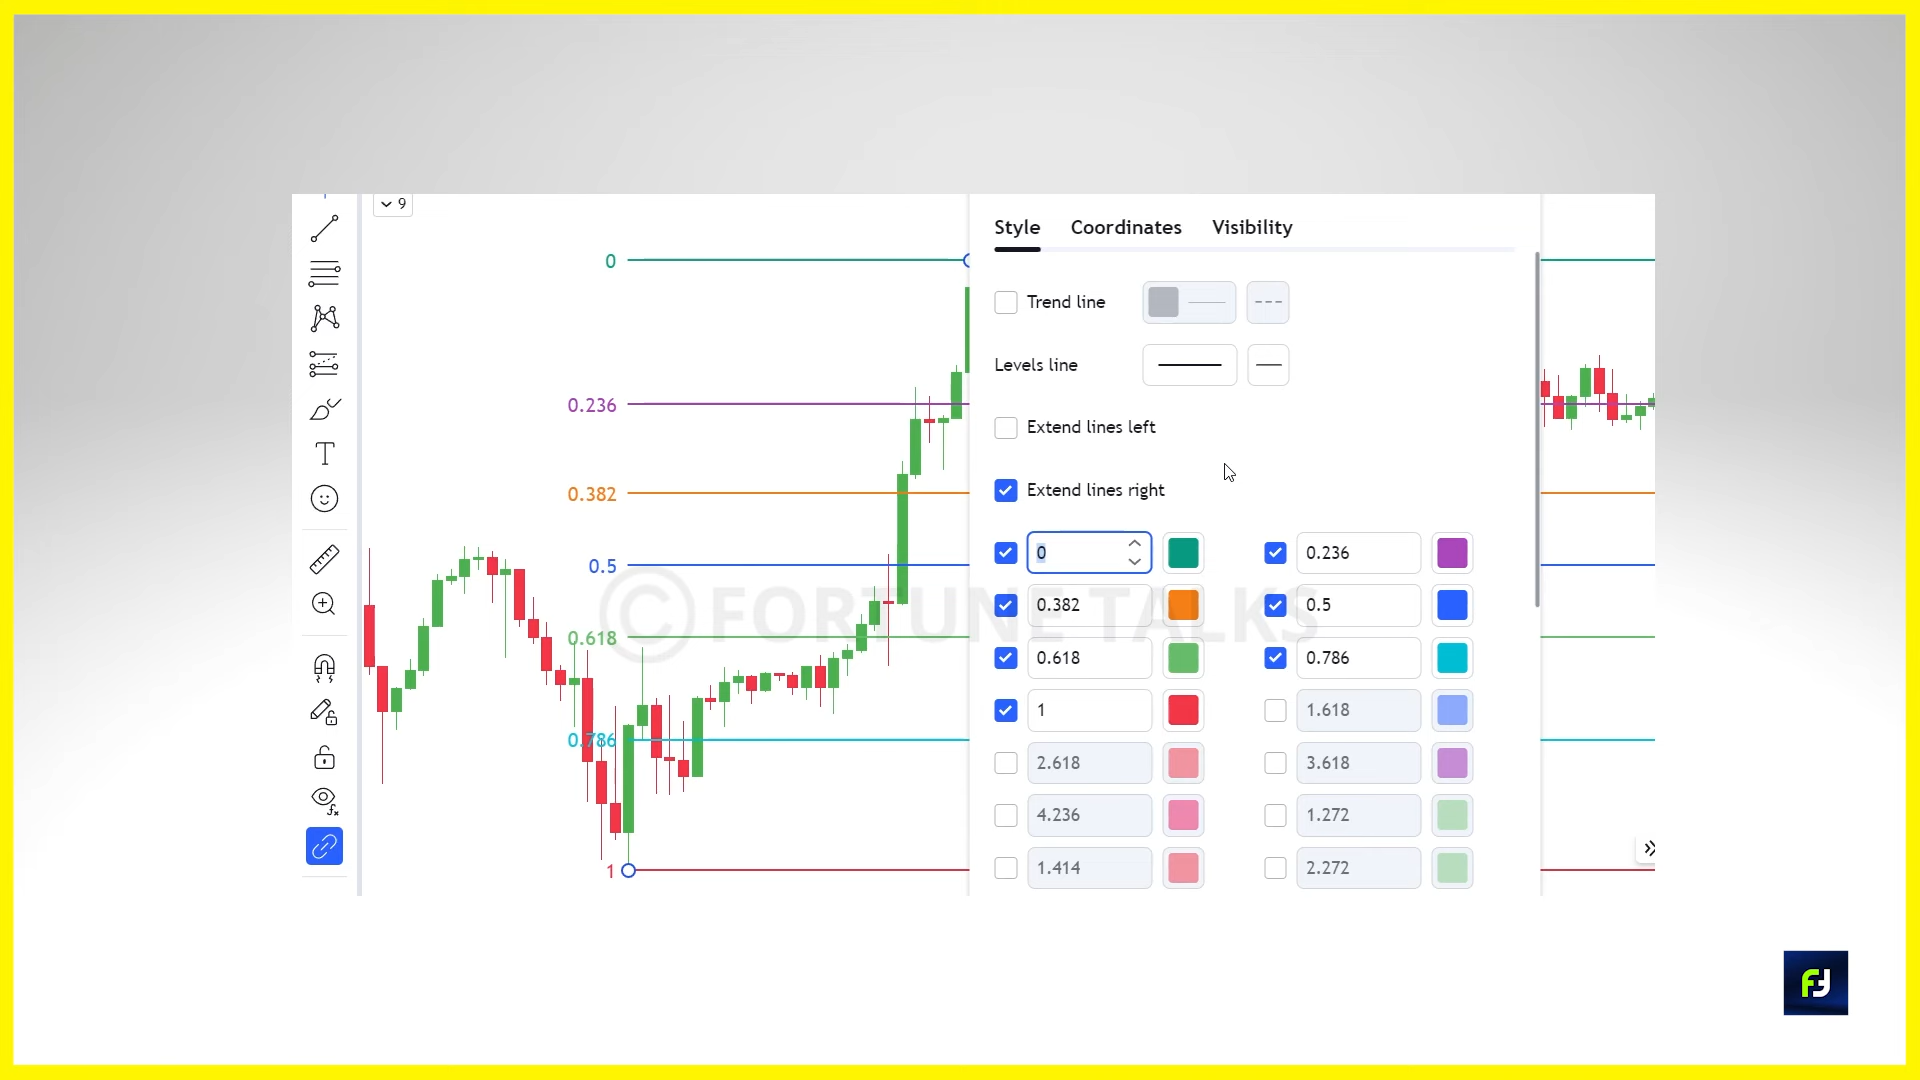 9
Style Coordinates Visibility
0
Trend line
Levels line
0.236
Extend lines left
0.382
Extend lines right
0 0.236
0.5
0.382 0.5
© FORTUNE TALKS
0.618
0.618 0.786
1 1.618
0.786
2.618 3.618
4.236 1.272
1.414 2.272
1